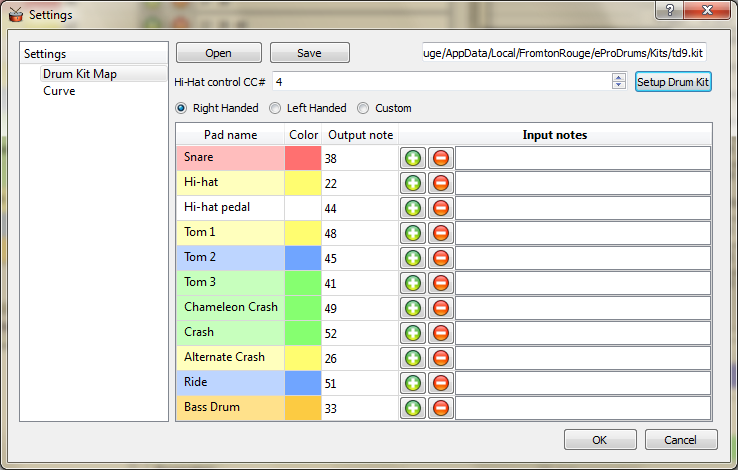 Settings
?
Settings
Drum Kit Map
Curve
Open Save uge/AppData/Local/FromtonRouge/eProDrums/Kits/td9.kit
Hi-Hat control CC# 4 Setup Drum Kit
Right Handed Left Handed Custom
Pad name Color Output note Input notes
Snare 38
Hi-hat 22
Hi-hat pedal 44
Tom 1 48
Tom 2 45
Tom 3 41
Chameleon Crash 49
Crash 52
Alternate Crash 26
Ride 51
Bass Drum 33
OK Cancel